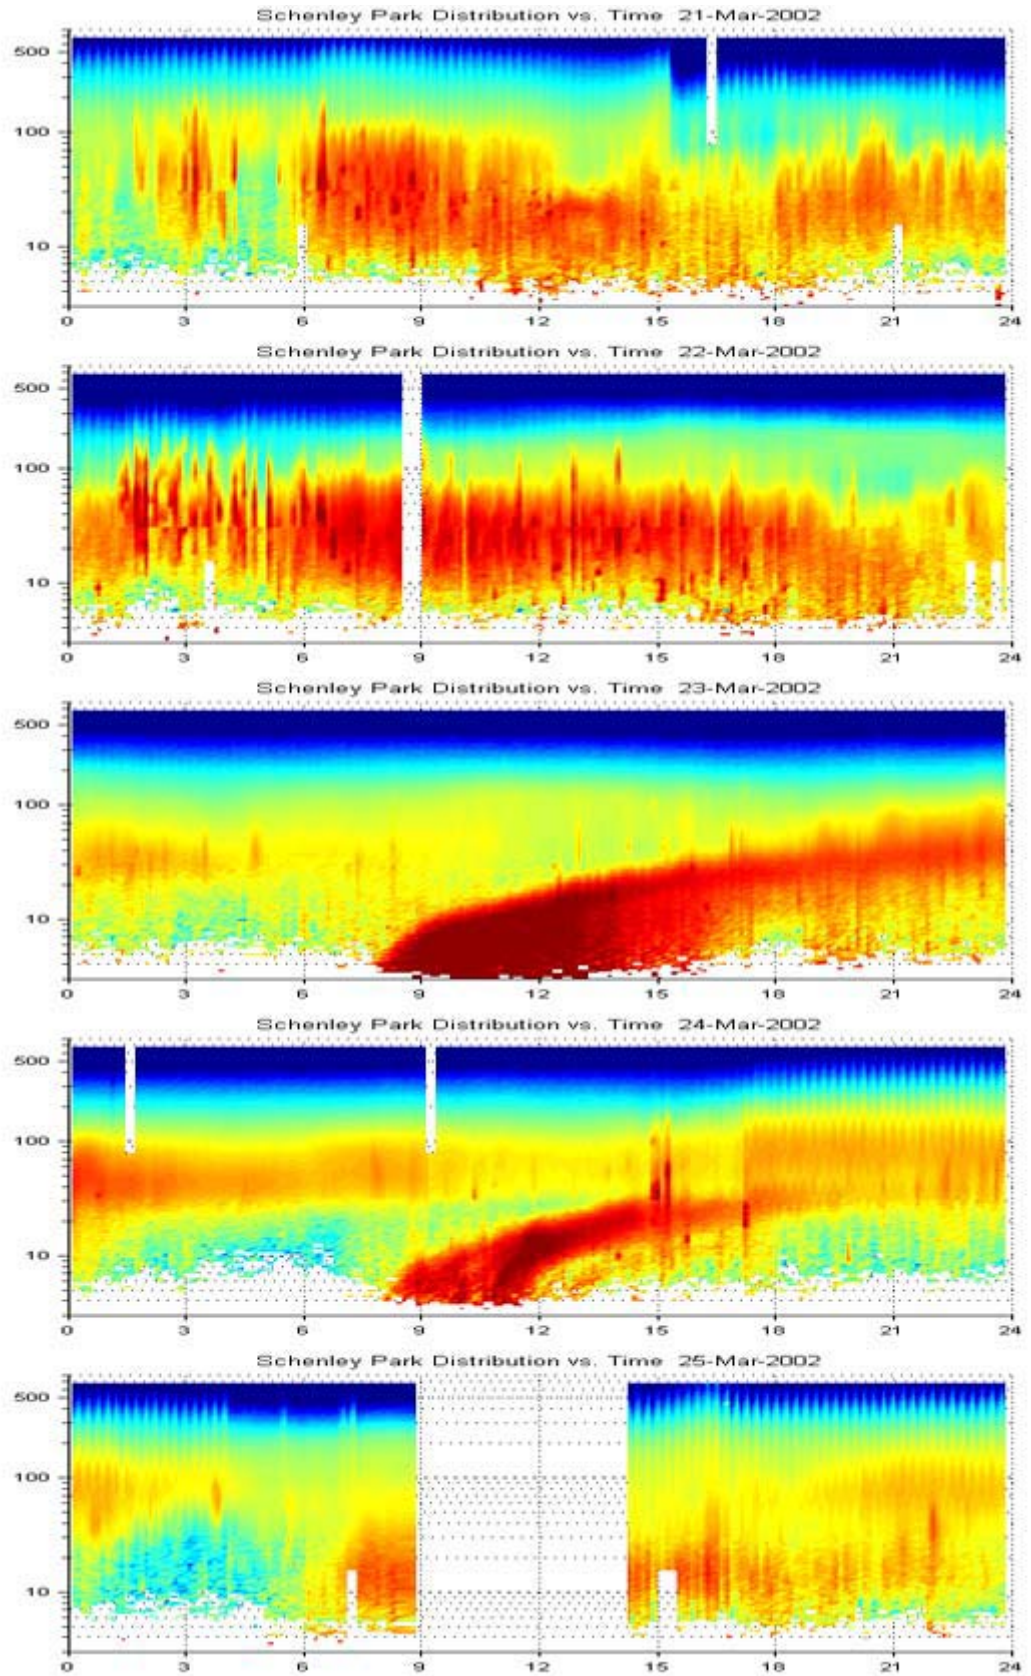 Schenley Park Distribution vs. Time 21-Mar-2002
500
100
10
0 3 6 9 12 15 18 21 24
Schenley Park Distribution vs. Time 22-Mar-2002
500
100
10
0 3 6 9 12 15 18 21 24
Schenley Park Distribution vs. Time 23-Mar-2002
500
100
10
0 3 6 9 12 15 18 21 24
Schenley Park Distribution vs. Time 24-Mar-2002
500
100
10
0 3 6 9 12 15 18 21 24
Schenley Park Distribution vs. Time 25-Mar-2002
500
100
10
0 3 6 9 12 15 18 21 24